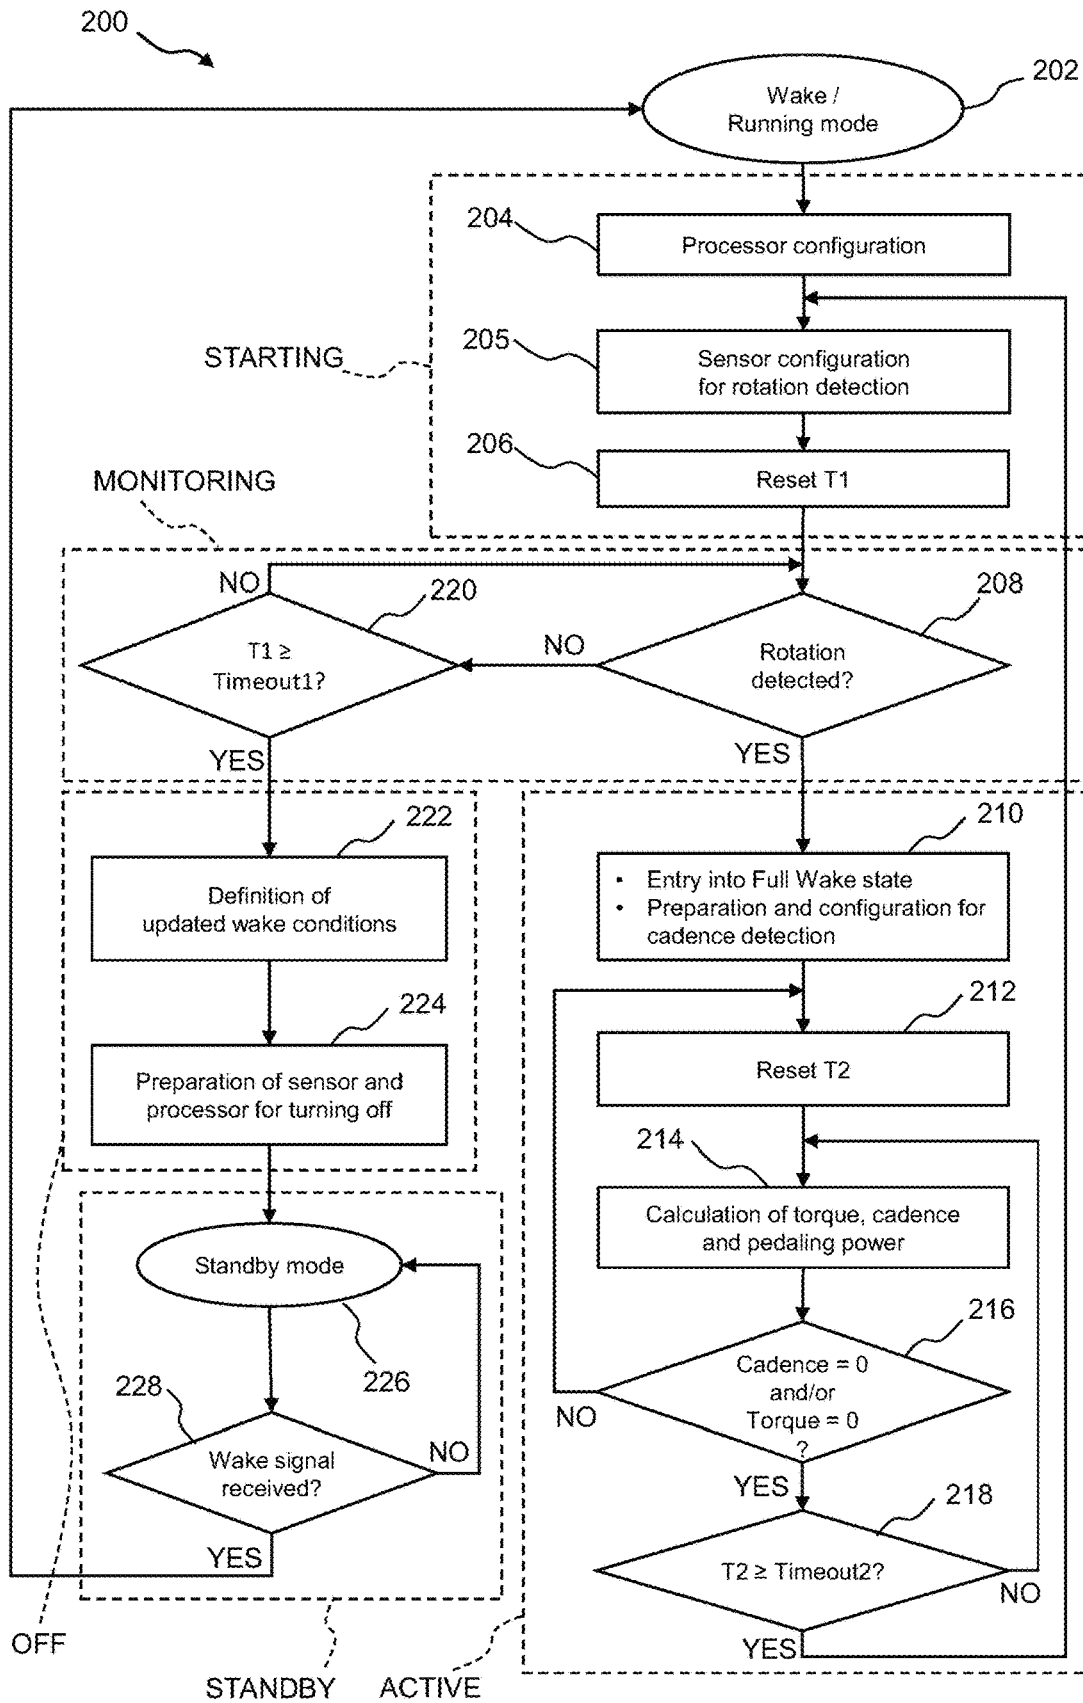 200
202
Wake /
Running mode
204
Processor configuration
205
STARTING
Sensor configuration
for rotation detection
206
Reset T1
MONITORING
NO
220
208
T1 ≥
Timeout1?
NO
Rotation
detected?
YES
YES
222
210
Definition of
updated wake conditions
• Entry into Full Wake state
• Preparation and configuration for
cadence detection
224
212
Preparation of sensor and
processor for turning off
Reset T2
214
Calculation of torque, cadence
and pedaling power
Standby mode
226
216
Cadence = 0
and/or
Torque = 0
?
NO
228
Wake signal
received?
NO
YES
YES
218
T2 ≥ Timeout2?
NO
YES
OFF
STANDBY
ACTIVE